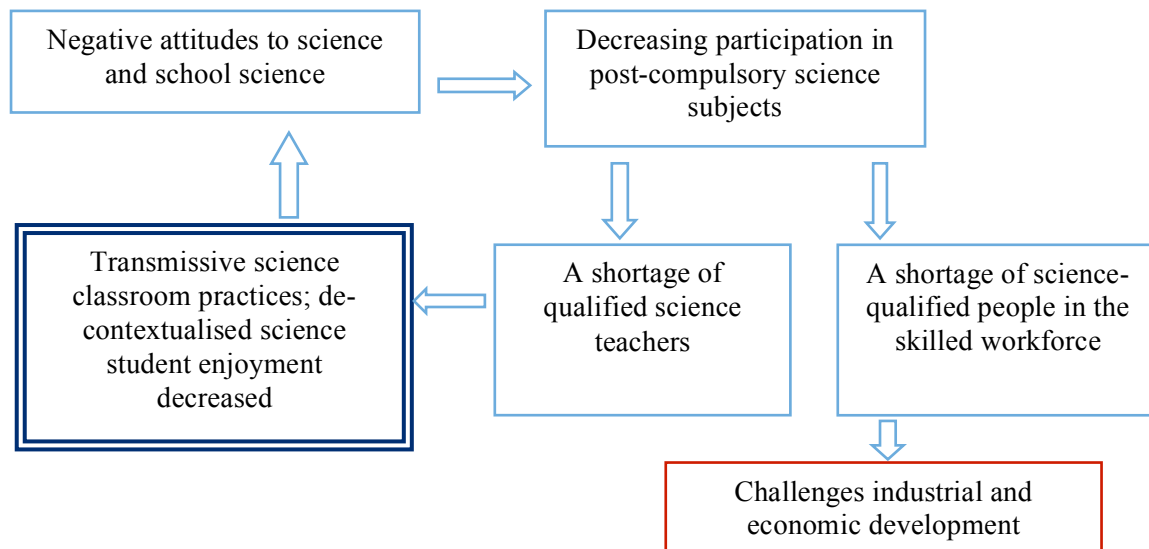 Negative attitudes to science
and school science
Decreasing participation in
post-compulsory science
subjects
Transmissive science
classroom practices; de-
contextualised science
student enjoyment
decreased
A shortage of
qualified science
teachers
A shortage of science-
qualified people in the
skilled workforce
Challenges industrial and
economic development